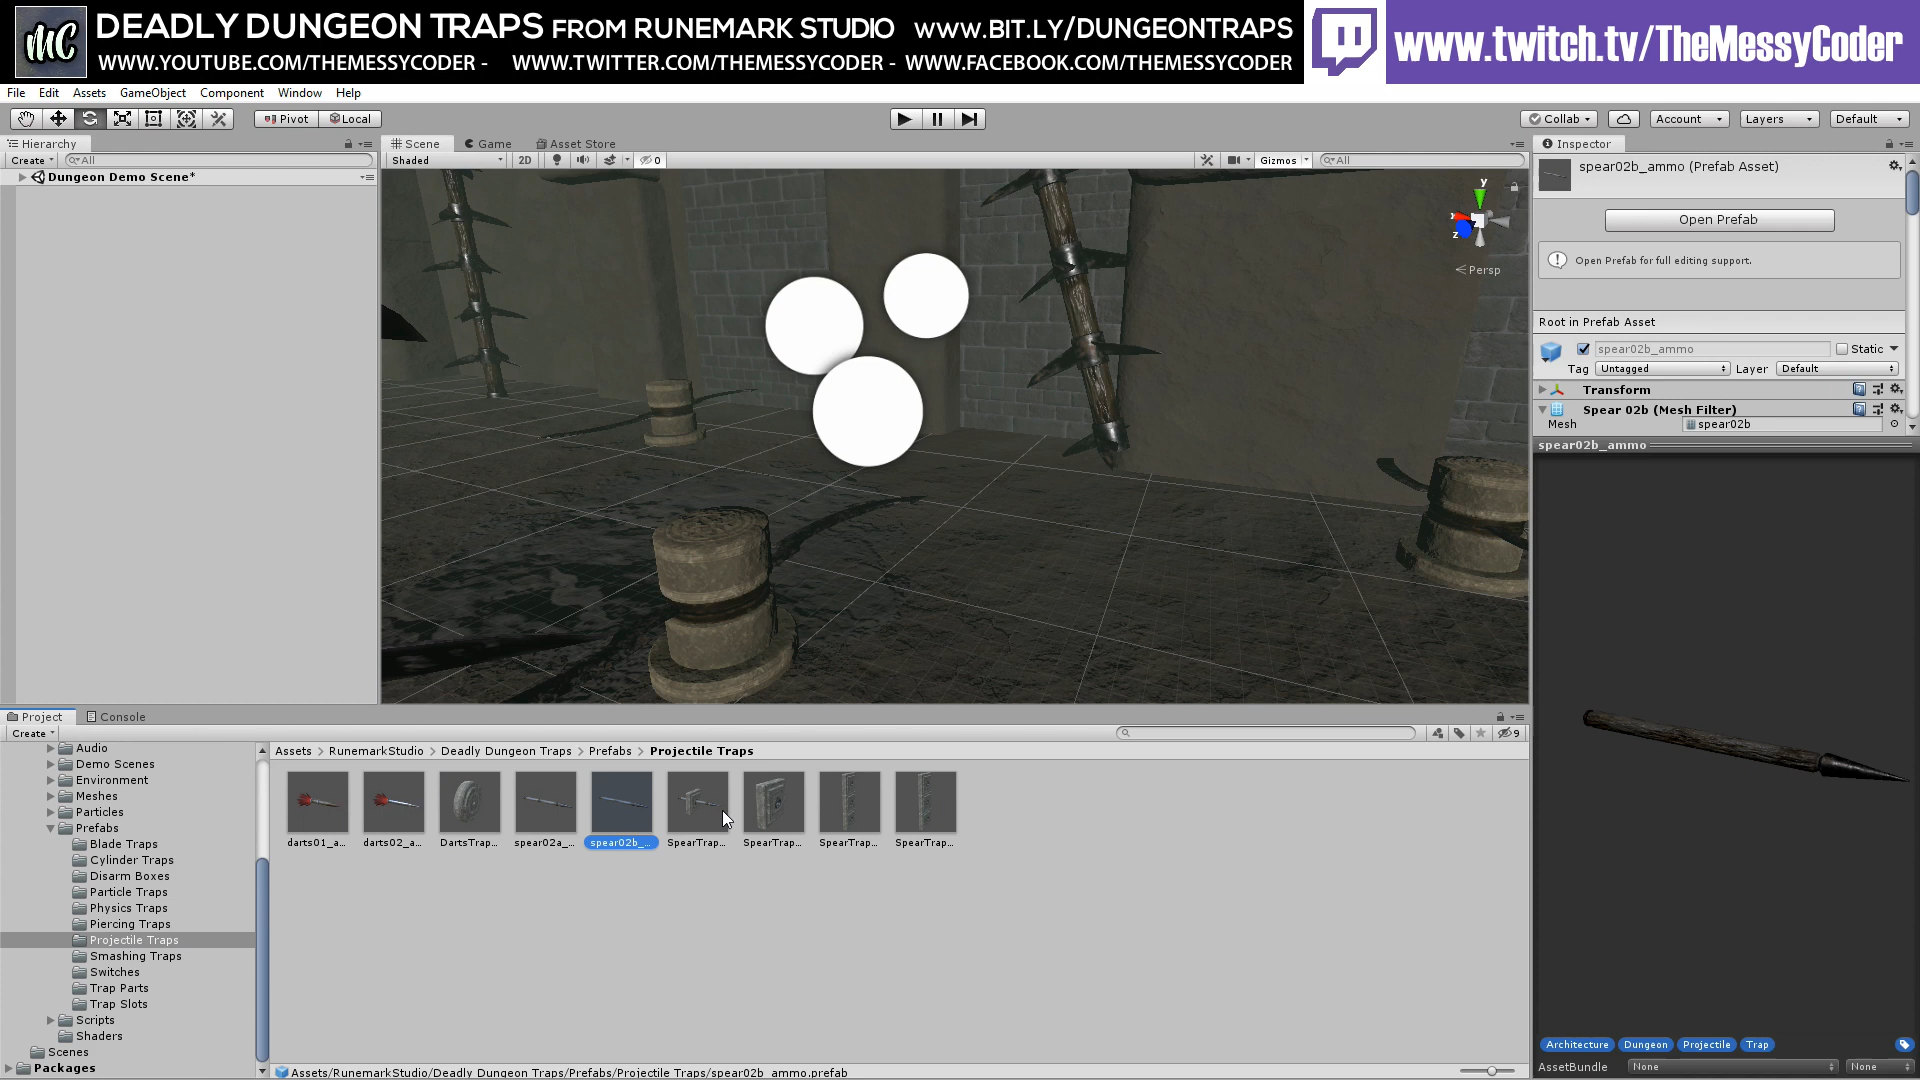 MC
DEADLY DUNGEON TRAPS FROM RUNEMARK STUDIO WWW.BIT.LY/DUNGEONTRAPS
WWW.YOUTUBE.COM/THEMESSYCODER - WWW.TWITTER.COM/THEMESSYCODER - WWW.FACEBOOK.COM/THEMESSYCODER
www.twitch.tv/TheMessyCoder
File Edit Assets GameObject Component Window Help
Pivot Local
Collab Account Layers Default
Hierarchy
Create All
Dungeon Demo Scene*
Scene Game Asset Store
Shaded 2D 0 Gizmos All
y
x
z
Persp
Inspector
spear02b_ammo (Prefab Asset)
Open Prefab
Open Prefab for full editing support.
Root in Prefab Asset
spear02b_ammo Static
Tag Untagged Layer Default
Transform
Spear 02b (Mesh Filter)
Mesh spear02b
spear02b_ammo
Project Console
Create 9
Audio
Demo Scenes
Environment
Meshes
Particles
Prefabs
Blade Traps
Cylinder Traps
Disarm Boxes
Particle Traps
Physics Traps
Piercing Traps
Projectile Traps
Smashing Traps
Switches
Trap Parts
Trap Slots
Scripts
Shaders
Scenes
Packages
Assets > RunemarkStudio > Deadly Dungeon Traps > Prefabs > Projectile Traps
darts01_a... darts02_a... DartsTrap... spear02a_... spear02b_... SpearTrap... SpearTrap... SpearTrap... SpearTrap...
Assets/RunemarkStudio/Deadly Dungeon Traps/Prefabs/Projectile Traps/spear02b_ammo.prefab
Architecture Dungeon Projectile Trap
AssetBundle None None